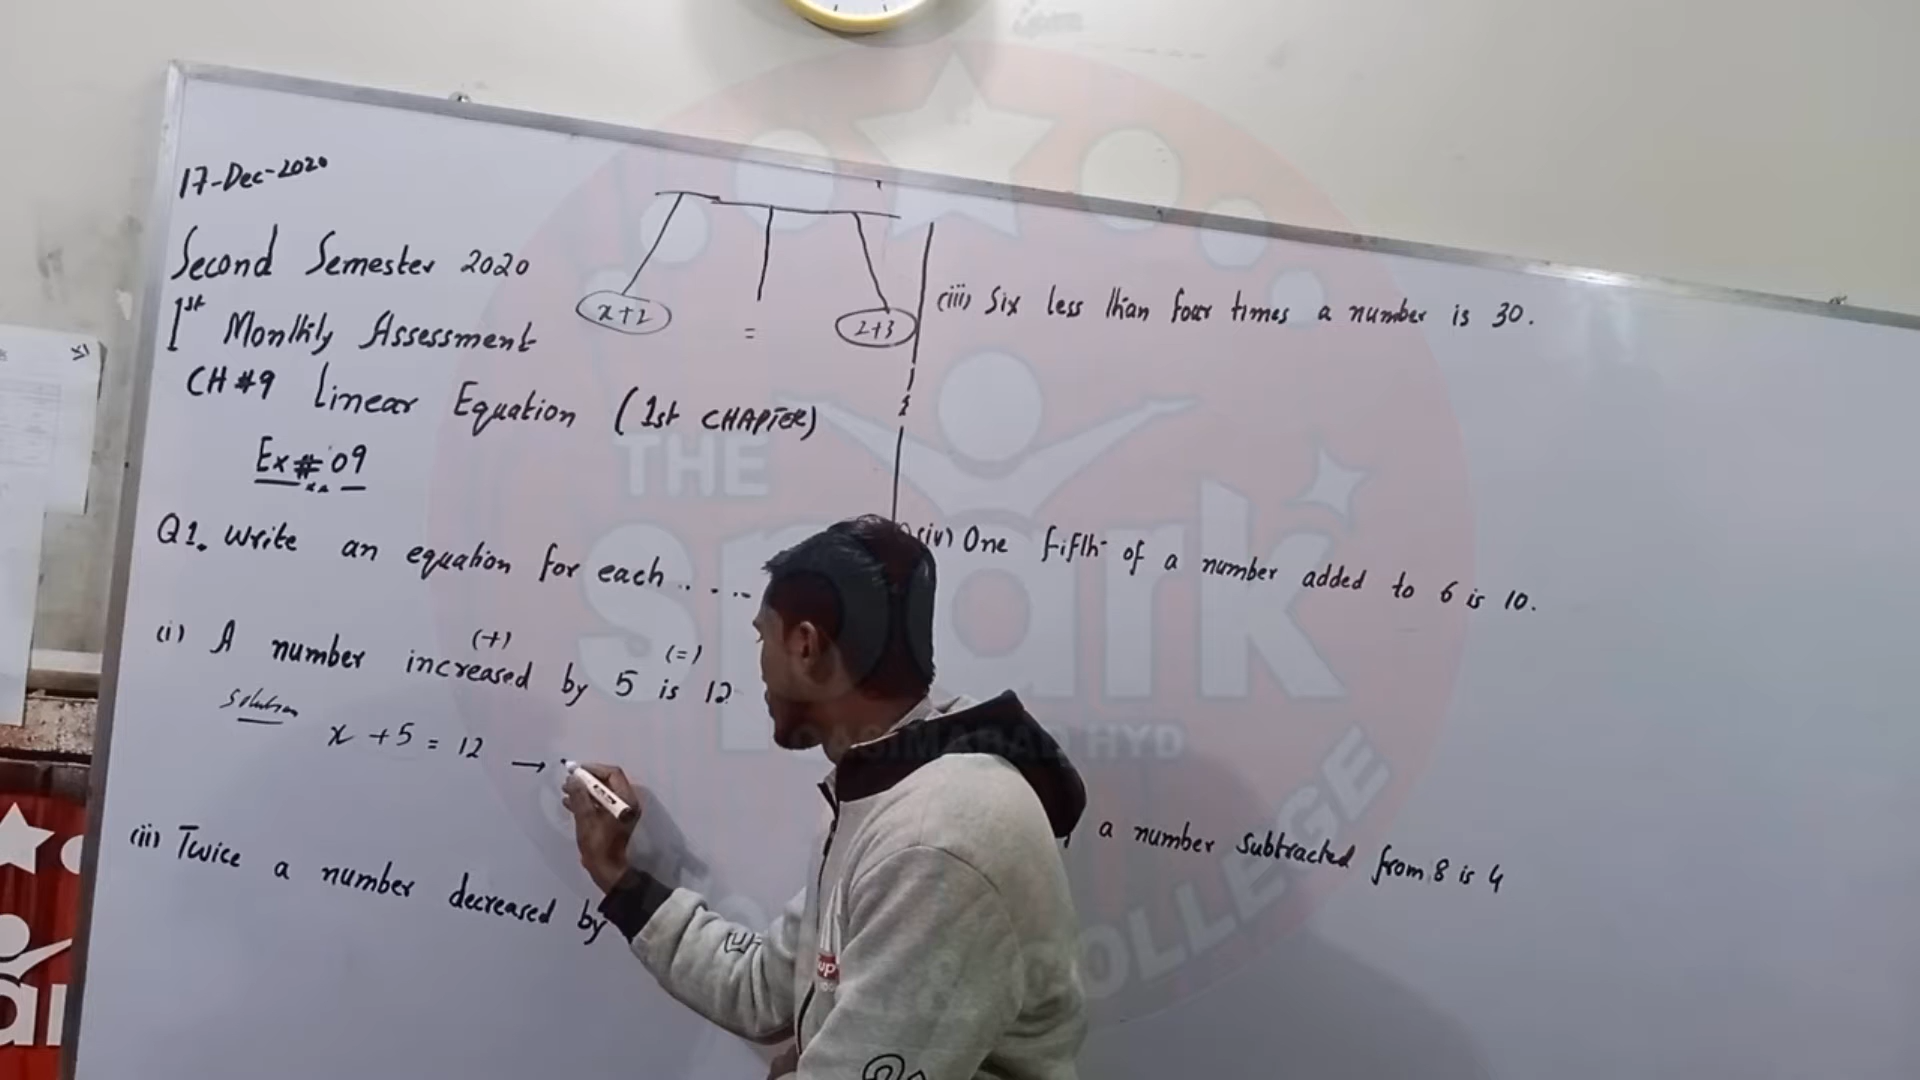 17-Dec-2020
Second Semester 2020
1st Monthly Assessment
CH#9 Linear Equation (1st CHAPTER)
Ex# 09
x+2 = 2+3
Q1. Write an equation for each ....
(i) A number increased by 5 is 12
(+) (=)
Solution
x + 5 = 12 →
(ii) Twice a number decreased by
(iii) Six less than four times a number is 30.
(iv) One fifth of a number added to 6 is 10.
a number subtracted from 8 is 4
THE
Spark
QASIMABAD HYD
& COLLEGE
Sup